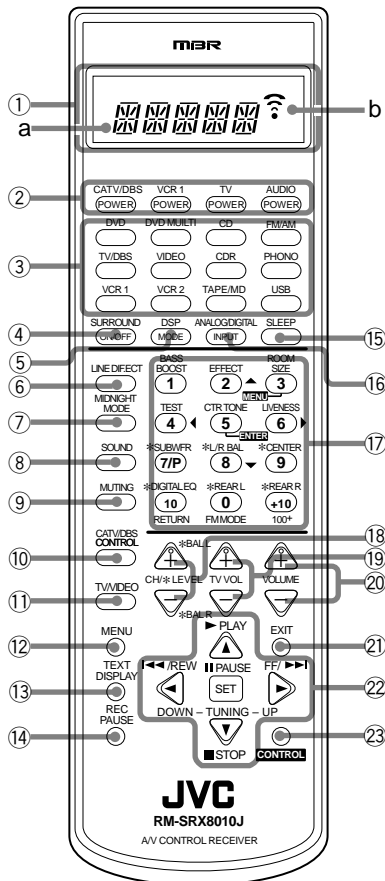 MBR
① a b
② CATV/DBS VCR 1 TV AUDIO
POWER POWER POWER POWER
③ DVD DVD MUILTI CD FM/AM
TV/DBS VIDEO CDR PHONO
VCR 1 VCR 2 TAPE/MD USB
④ SURROUND DSP ANALOG/DIGITAL SLEEP ⑮
ON/OFF MODE INPUT
⑤ BASS ROOM ⑯
⑥ LINE DIRECT BOOST EFFECT SIZE
1 2 3
MENU
⑦ MIDNIGHT MODE TEST CTR TONE LIVENESS
4 5 6
ENTER
⑰
⑧ SOUND *SUBWFR *L/R BAL *CENTER
7/P 8 9
⑨ MUTING *DIGITAL EQ *REAR L *REAR R
10 0 +10
RETURN FM MODE 100+
⑩ CATV/DBS CONTROL *BAL L ⑱
+ + + ⑲
CH/* LEVEL TV VOL VOLUME ⑳
⑪ TV/VIDEO – – –
*BAL R
⑫ MENU ► PLAY EXIT ㉑
⑬ TEXT DISPLAY /REW PAUSE FF/ ㉒
SET
⑭ REC PAUSE DOWN – TUNING – UP
STOP CONTROL ㉓
JVC
RM-SRX8010J
A/V CONTROL RECEIVER